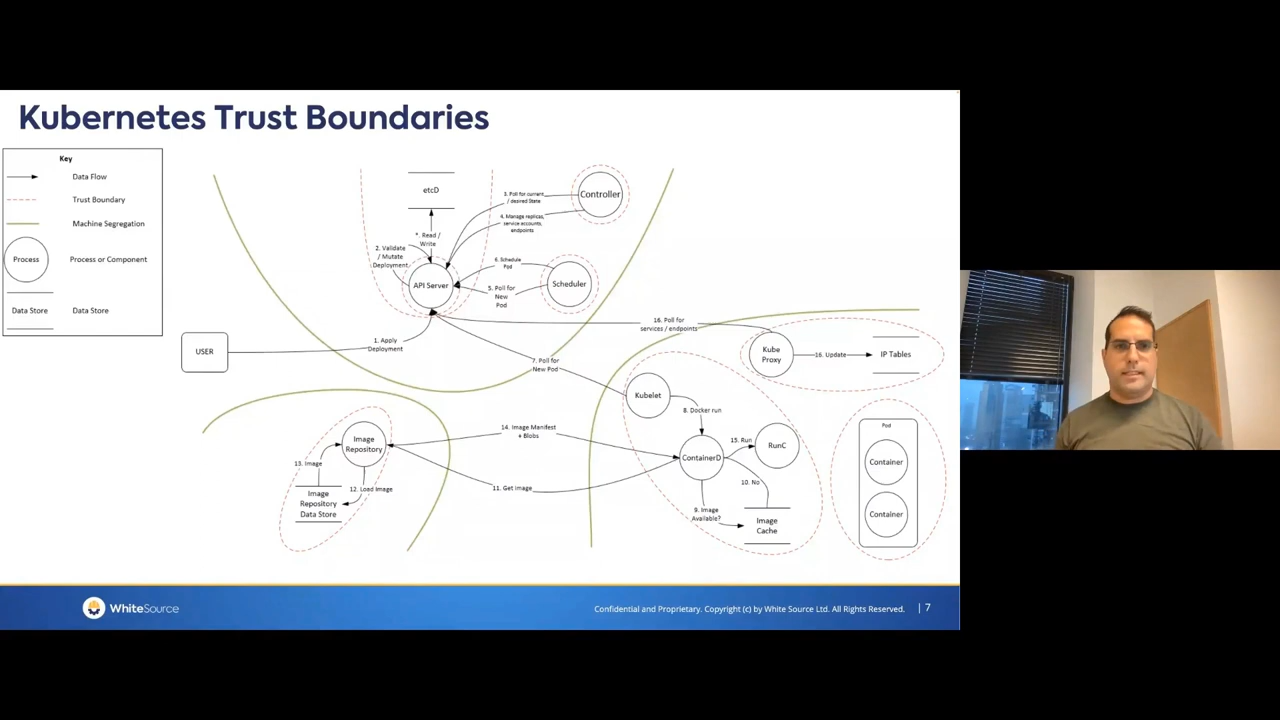 Kubernetes Trust Boundaries
Key
Data Flow
Trust Boundary
Machine Segregation
Process
Process or Component
Data Store
Data Store
etcD
*. Read /
Write
2. Validate
/ Mutate
Deployment
API Server
3. Poll for current
/ desired State
4. Manage replicas,
service accounts,
endpoints
Controller
6. Schedule
Pod
5. Poll for
New
Pod
Scheduler
USER
1. Apply
Deployment
16. Poll for
services / endpoints
7. Poll for
New Pod
Kube
Proxy
16. Update
IP Tables
Kubelet
8. Docker run
ContainerD
15. Run
RunC
10. No
9. Image
Available?
Image
Cache
Pod
Container
Container
14. Image Manifest
+ Blobs
11. Get Image
Image
Repository
13. Image
12. Load Image
Image
Repository
Data Store
WhiteSource
Confidential and Proprietary. Copyright (c) by White Source Ltd. All Rights Reserved.
| 7